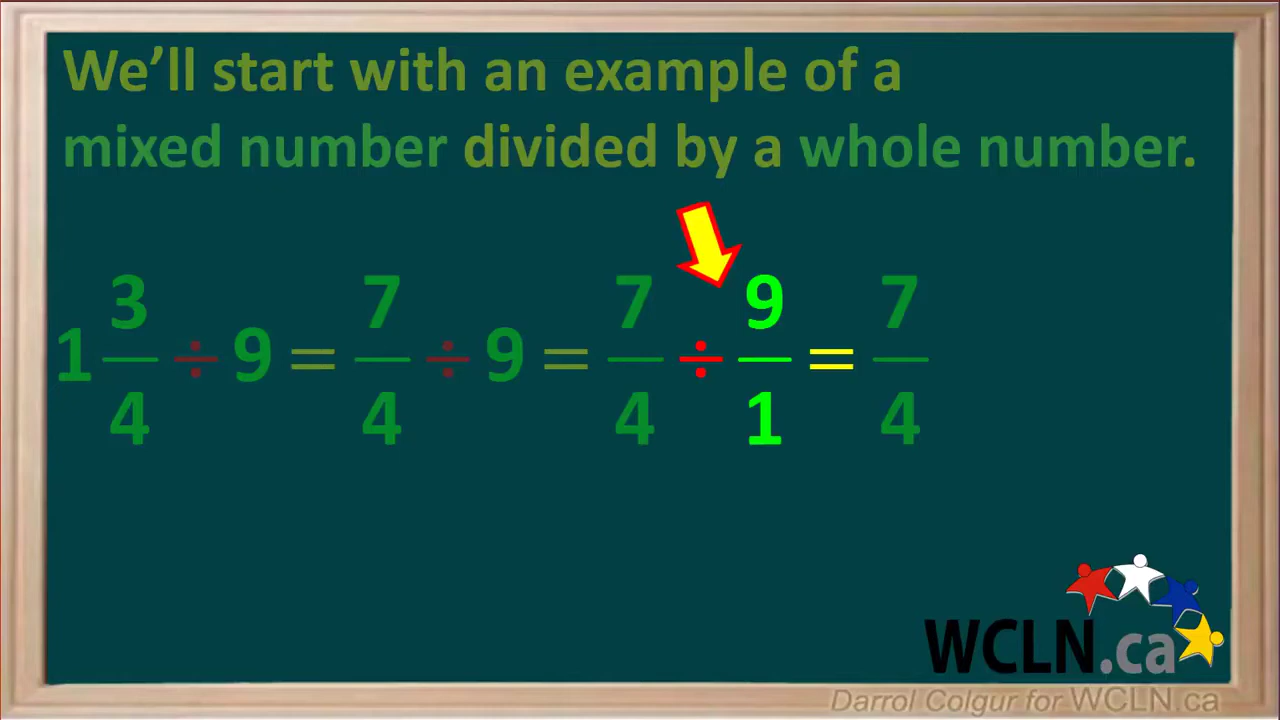 We’ll start with an example of a
mixed number divided by a whole number.
1 3/4 ÷ 9 = 7/4 ÷ 9 = 7/4 ÷ 9/1 = 7/4
WCLN.ca
Darrol Colgur for WCLN.ca